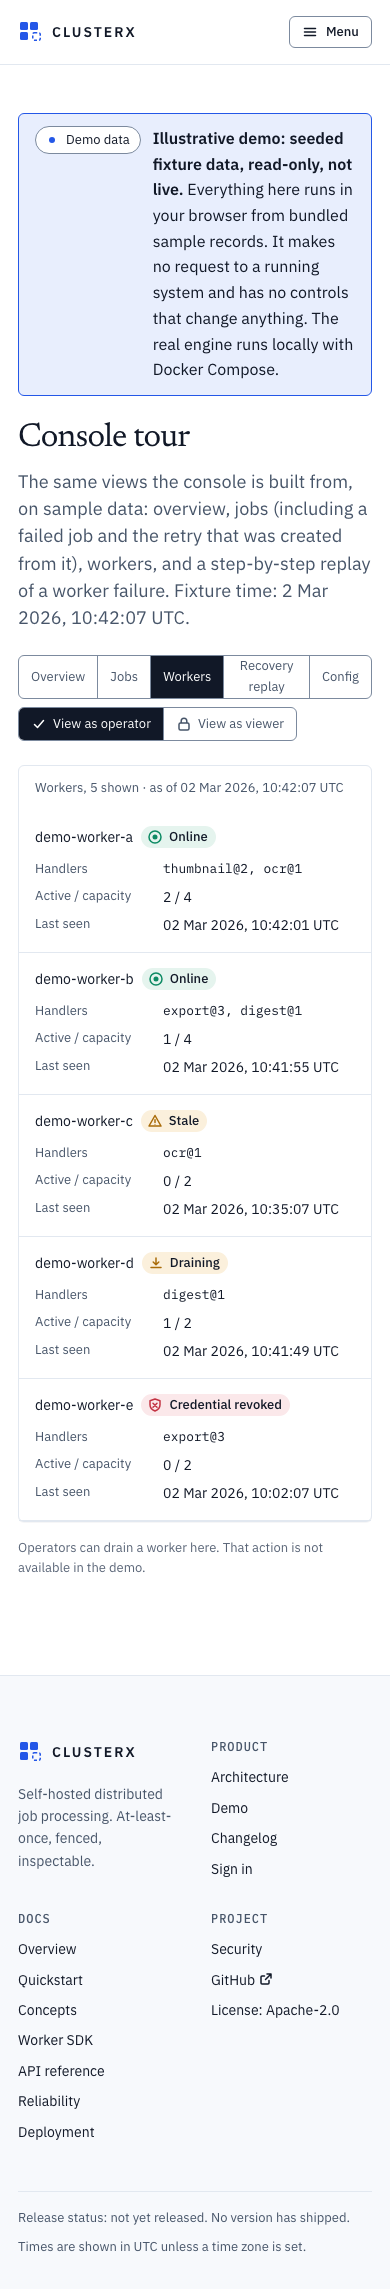 CLUSTERX
Menu
Demo data
Illustrative demo: seeded
fixture data, read-only, not
live. Everything here runs in
your browser from bundled
sample records. It makes
no request to a running
system and has no controls
that change anything. The
real engine runs locally with
Docker Compose.
Console tour
The same views the console is built from,
on sample data: overview, jobs (including a
failed job and the retry that was created
from it), workers, and a step-by-step replay
of a worker failure. Fixture time: 2 Mar
2026, 10:42:07 UTC.
Overview
Jobs
Workers
Recovery
replay
Config
View as operator
View as viewer
Workers, 5 shown · as of 02 Mar 2026, 10:42:07 UTC
demo-worker-a Online
Handlers thumbnail@2, ocr@1
Active / capacity 2 / 4
Last seen 02 Mar 2026, 10:42:01 UTC
demo-worker-b Online
Handlers export@3, digest@1
Active / capacity 1 / 4
Last seen 02 Mar 2026, 10:41:55 UTC
demo-worker-c Stale
Handlers ocr@1
Active / capacity 0 / 2
Last seen 02 Mar 2026, 10:35:07 UTC
demo-worker-d Draining
Handlers digest@1
Active / capacity 1 / 2
Last seen 02 Mar 2026, 10:41:49 UTC
demo-worker-e Credential revoked
Handlers export@3
Active / capacity 0 / 2
Last seen 02 Mar 2026, 10:02:07 UTC
Operators can drain a worker here. That action is not
available in the demo.
CLUSTERX
Self-hosted distributed
job processing. At-least-
once, fenced,
inspectable.
PRODUCT
Architecture
Demo
Changelog
Sign in
DOCS
Overview
Quickstart
Concepts
Worker SDK
API reference
Reliability
Deployment
PROJECT
Security
GitHub
License: Apache-2.0
Release status: not yet released. No version has shipped.
Times are shown in UTC unless a time zone is set.